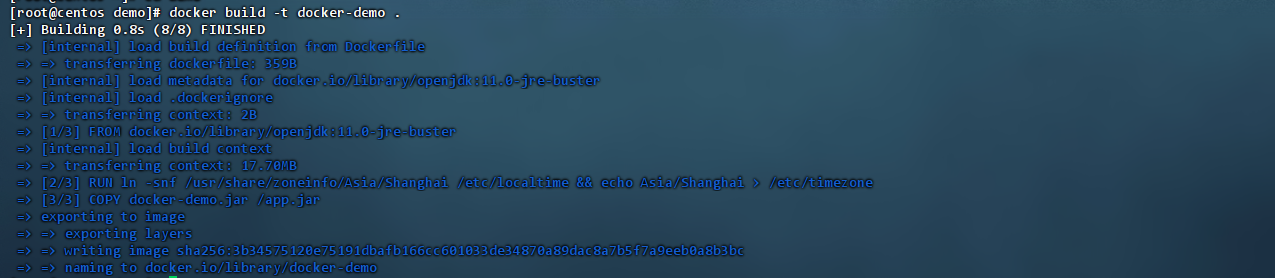 [root@centos demo]# docker build -t docker-demo .
[+] Building 0.8s (8/8) FINISHED
=> [internal] load build definition from Dockerfile
=> => transferring dockerfile: 359B
=> [internal] load metadata for docker.io/library/openjdk:11.0-jre-buster
=> [internal] load .dockerignore
=> => transferring context: 2B
=> [1/3] FROM docker.io/library/openjdk:11.0-jre-buster
=> [internal] load build context
=> => transferring context: 17.70MB
=> [2/3] RUN ln -snf /usr/share/zoneinfo/Asia/Shanghai /etc/localtime && echo Asia/Shanghai > /etc/timezone
=> [3/3] COPY docker-demo.jar /app.jar
=> exporting to image
=> => exporting layers
=> => writing image sha256:3b34575120e75191dbafb166cc601033de34870a89dac8a7b5f7a9eeb0a8b3bc
=> => naming to docker.io/library/docker-demo